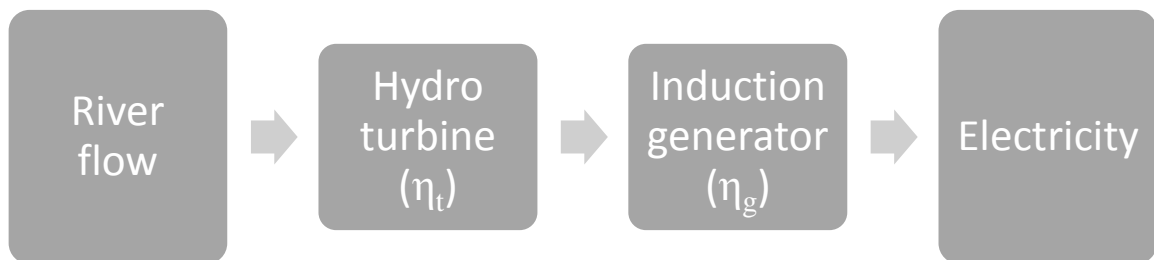 River
flow
Hydro
turbine
(ηt)
Induction
generator
(ηg)
Electricity